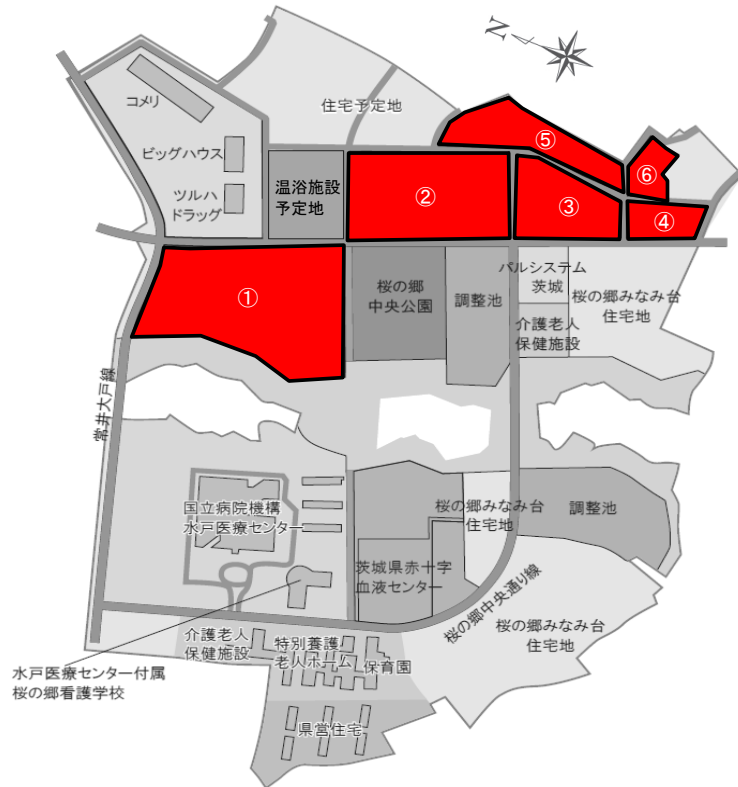 N
コメリ
住宅予定地
⑤
ビッグハウス
⑥
温浴施設
予定地
②
ツルハ
ドラッグ
③
④
①
桜の郷
中央公園
調整池
パルシステム
茨城
桜の郷みなみ台
住宅地
介護老人
保健施設
常井大戸線
国立病院機構
水戸医療センター
桜の郷みなみ台
住宅地
調整池
茨城県赤十字
血液センター
桜の郷中央通り線
桜の郷みなみ台
住宅地
介護老人
保健施設
特別養護
老人ホーム
保育園
水戸医療センター付属
桜の郷看護学校
県営住宅